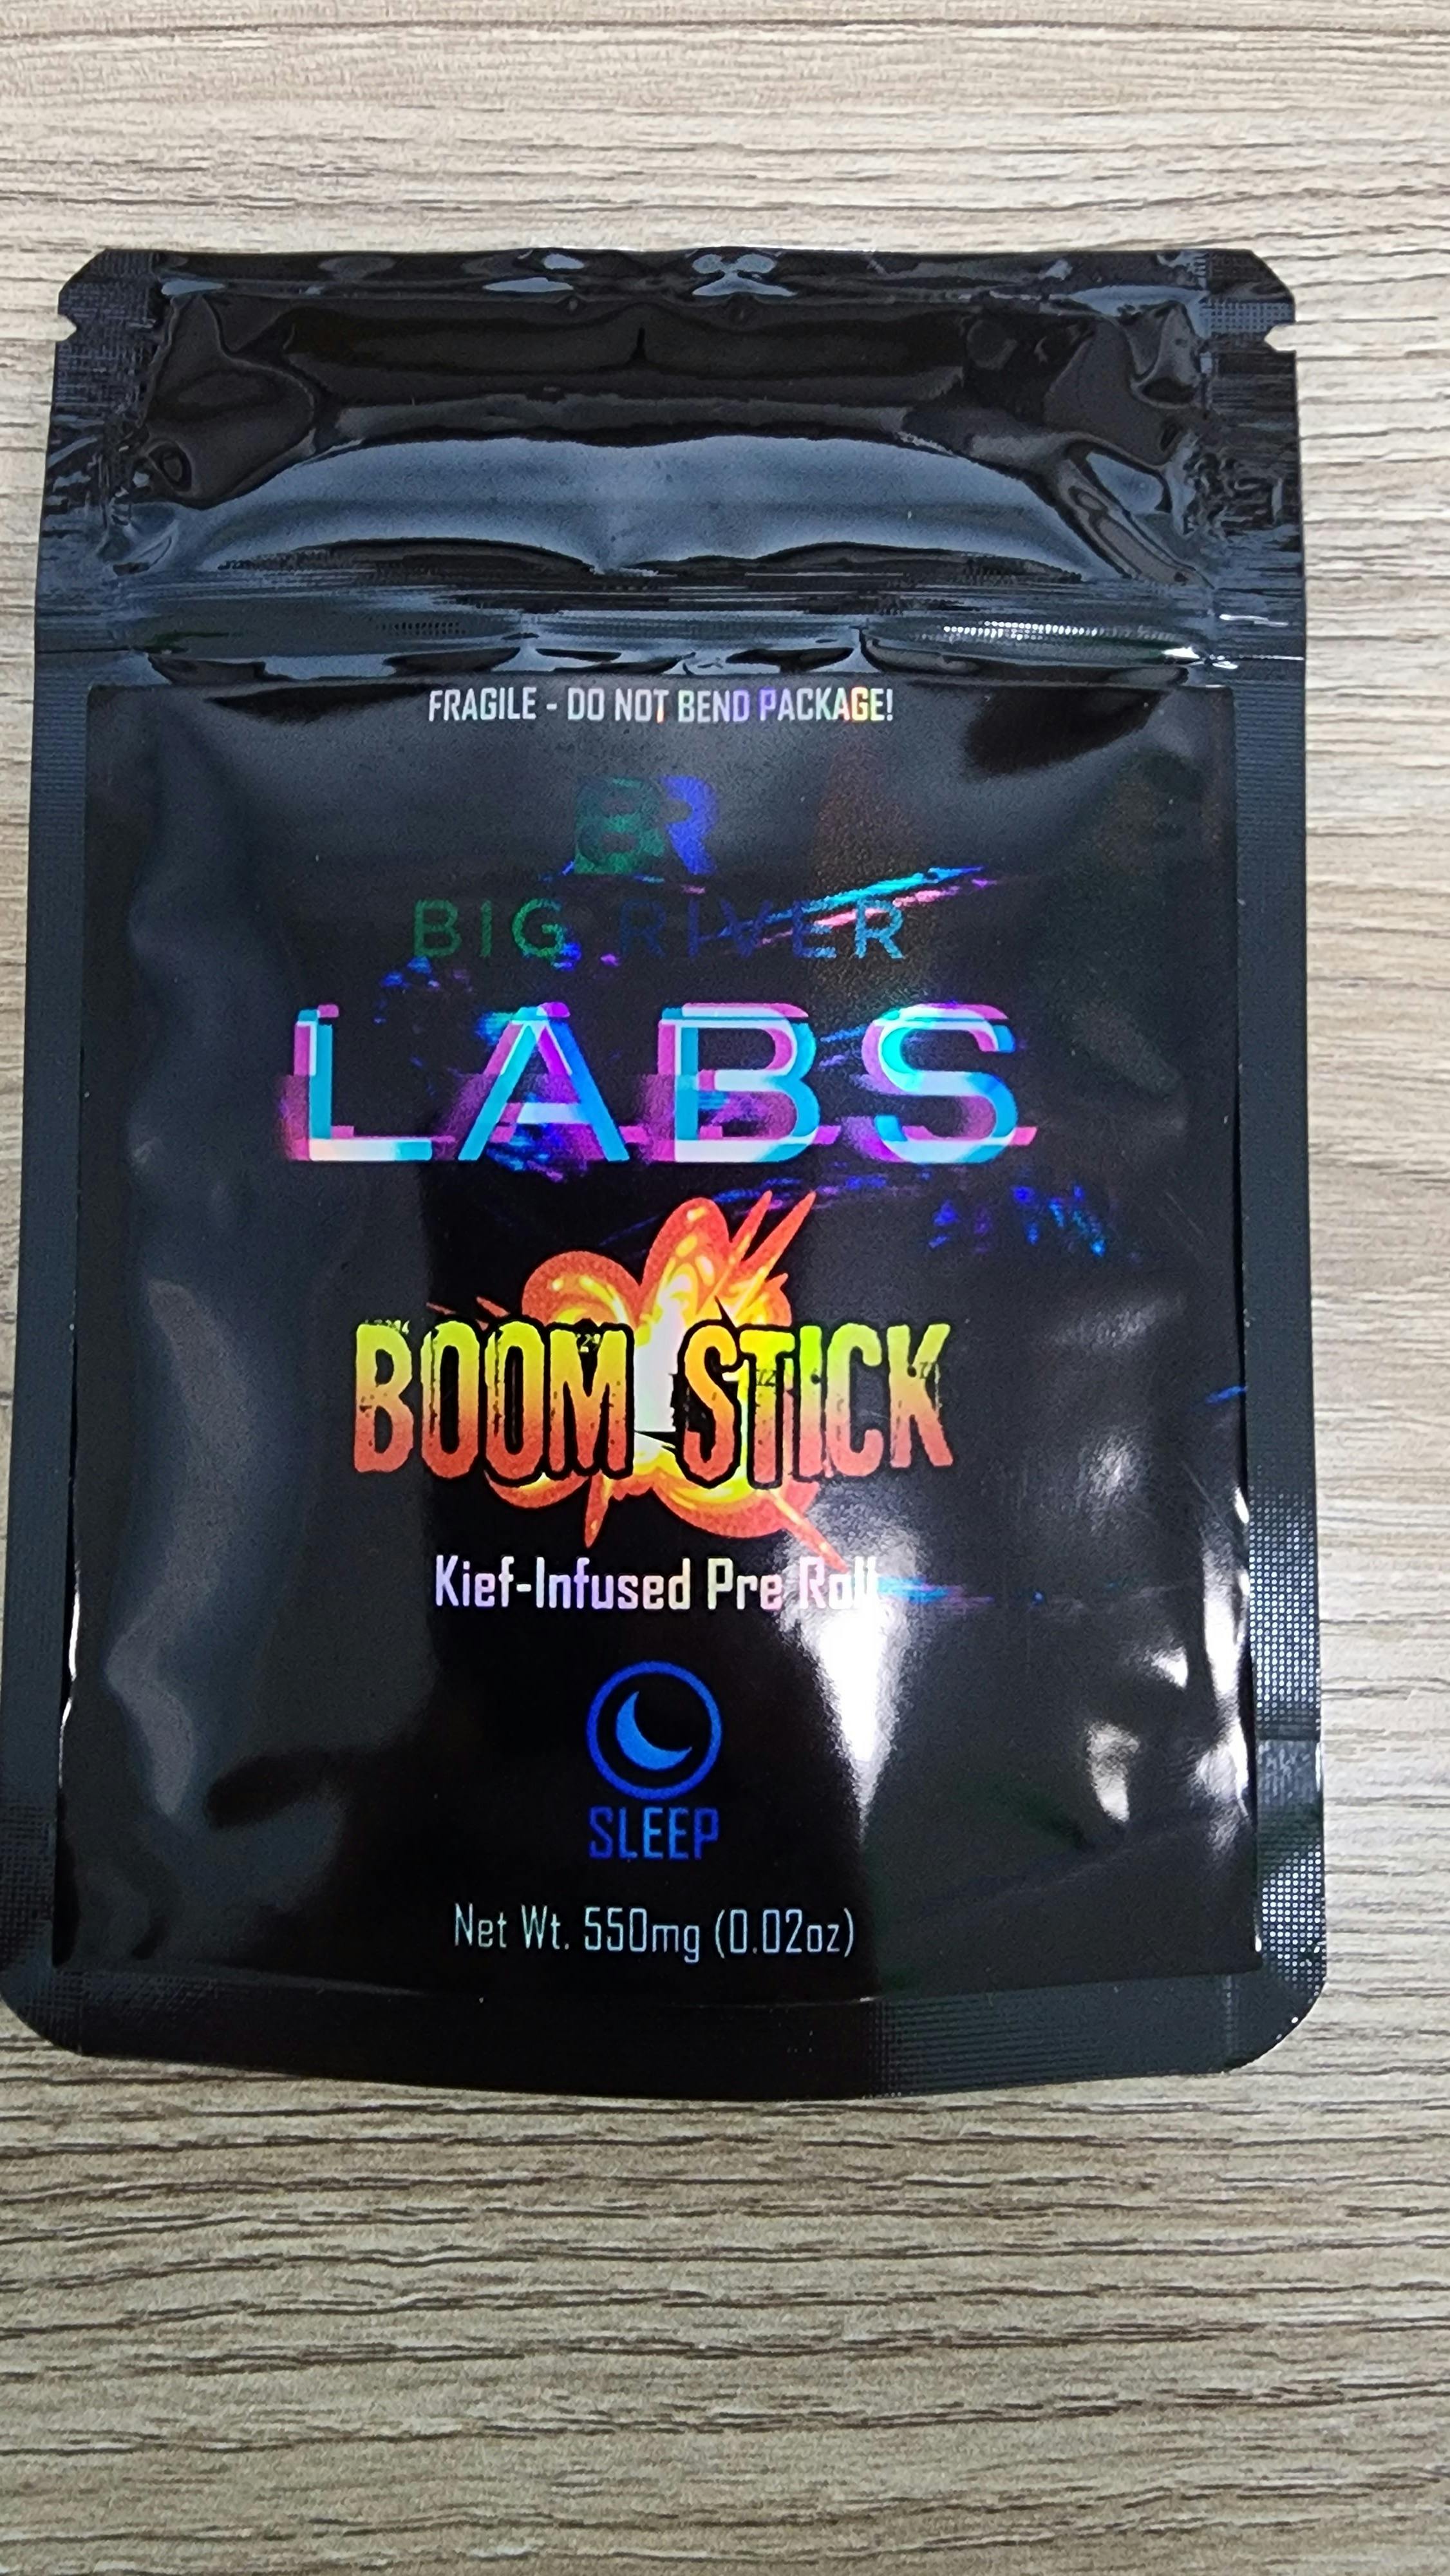 FRAGILE - DO NOT BEND PACKAGE!
BR
BIG RIVER
LABS
BOOM STICK
Kief-Infused Pre Roll
SLEEP
Net Wt. 550mg (0.02oz)